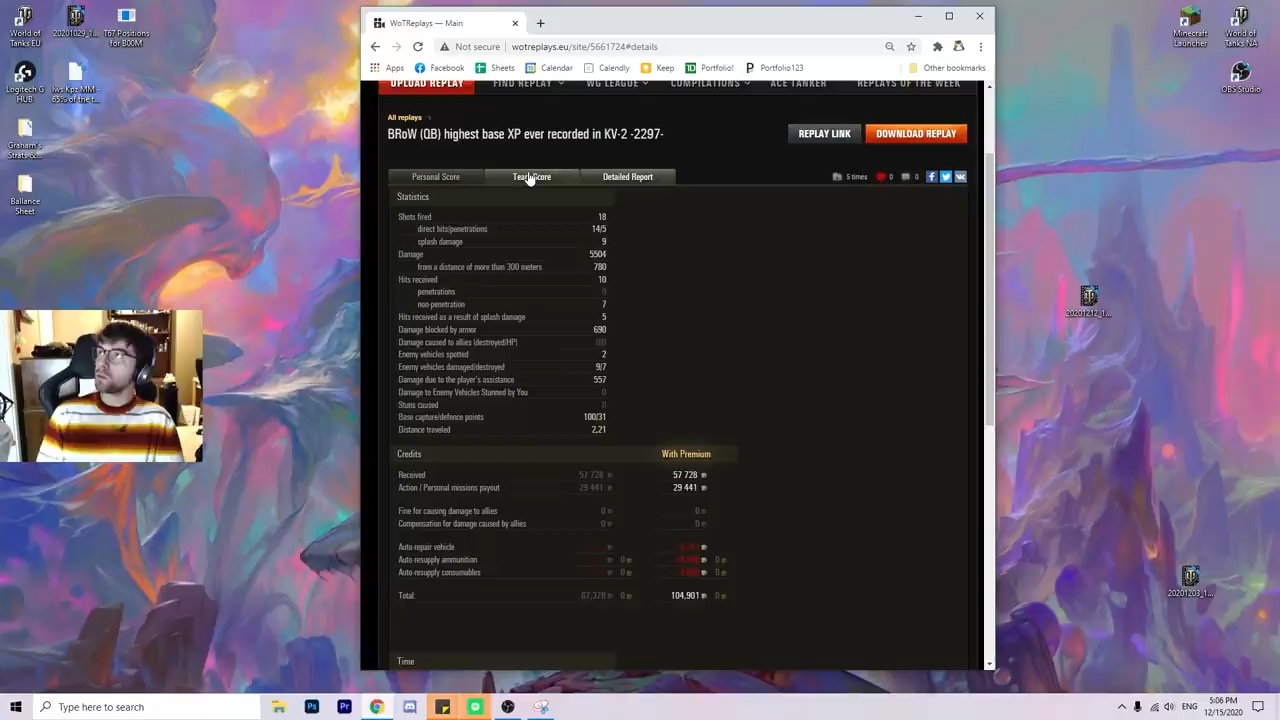 World of Tanks EU
20201029_1...
T67 Positions for BOOM
WoTReplays — Main
Not secure
wotreplays.eu/site/5661724#details
Apps
Facebook
Sheets
Calendar
Calendly
Keep
Portfolio!
Portfolio123
Other bookmarks
Minecraft Launcher
World of Tanks NA
OBS Studio
Logitech G HUB
lws Kpz MM - 65% of the t...
Graham's Strats &...
Ballance Sheet
UPLOAD REPLAY
FIND REPLAY
WG LEAGUE
COMPILATIONS
ACE TANKER
REPLAYS OF THE WEEK
All replays
BRoW (QB) highest base XP ever recorded in KV-2 -2297-
REPLAY LINK
DOWNLOAD REPLAY
Personal Score
Detailed Report
5 times
0
0
Statistics
Shots fired 18
direct hits/penetrations 14/5
splash damage 9
Damage 5504
from a distance of more than 300 meters 780
Hits received 10
penetrations
non-penetration 7
Hits received as a result of splash damage 5
Damage blocked by armor 690
Damage caused to allies (destroyed/HP)
Enemy vehicles spotted 2
Enemy vehicles damaged/destroyed 9/7
Damage due to the player's assistance 557
Damage to Enemy Vehicles Stunned by You 0
Stuns caused 0
Base capture/defence points 100/31
Distance traveled 2,21
Credits With Premium
Received 57 728 57 728
Action / Personal missions payout 29 441 29 441
Fine for causing damage to allies 0 0
Compensation for damage caused by allies 0 0
Auto-repair vehicle
Auto-resupply ammunition 0 0
Auto-resupply consumables 0 0
Total: 67,378 0 104,901 0
Time
20201212_1...
20201203_1...
Type here to search
5:06 PM
12/15/2020